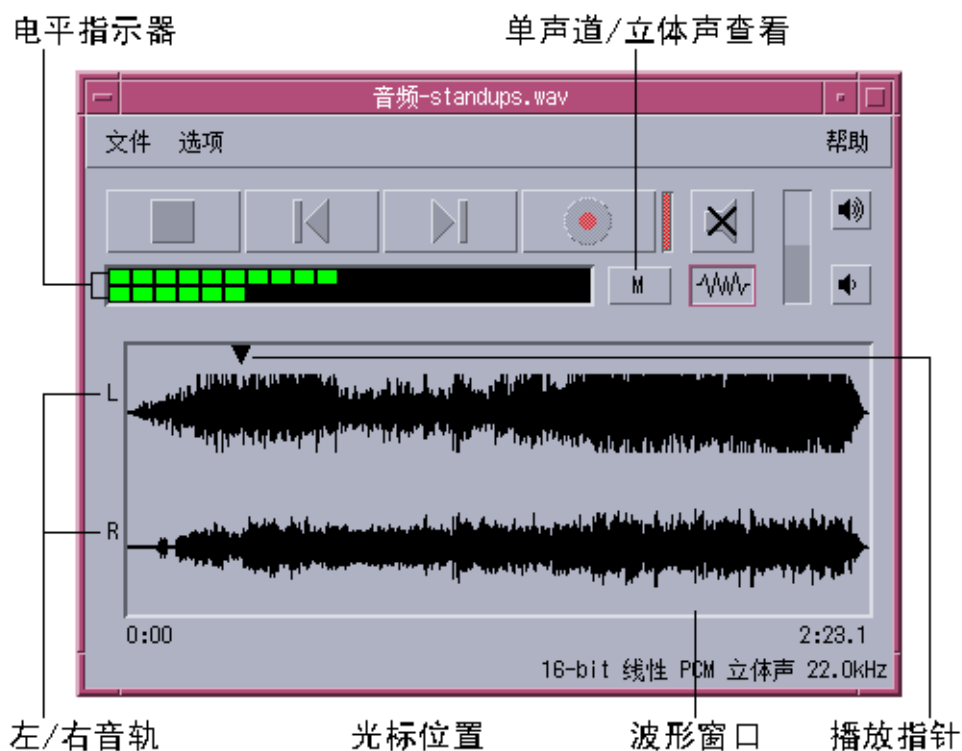 电平指示器
单声道/立体声查看
音频-standups.wav
文件 选项 帮助
M
L
R
0:00 2:23.1
16-bit 线性 PCM 立体声 22.0kHz
左/右音轨 光标位置 波形窗口 播放指针